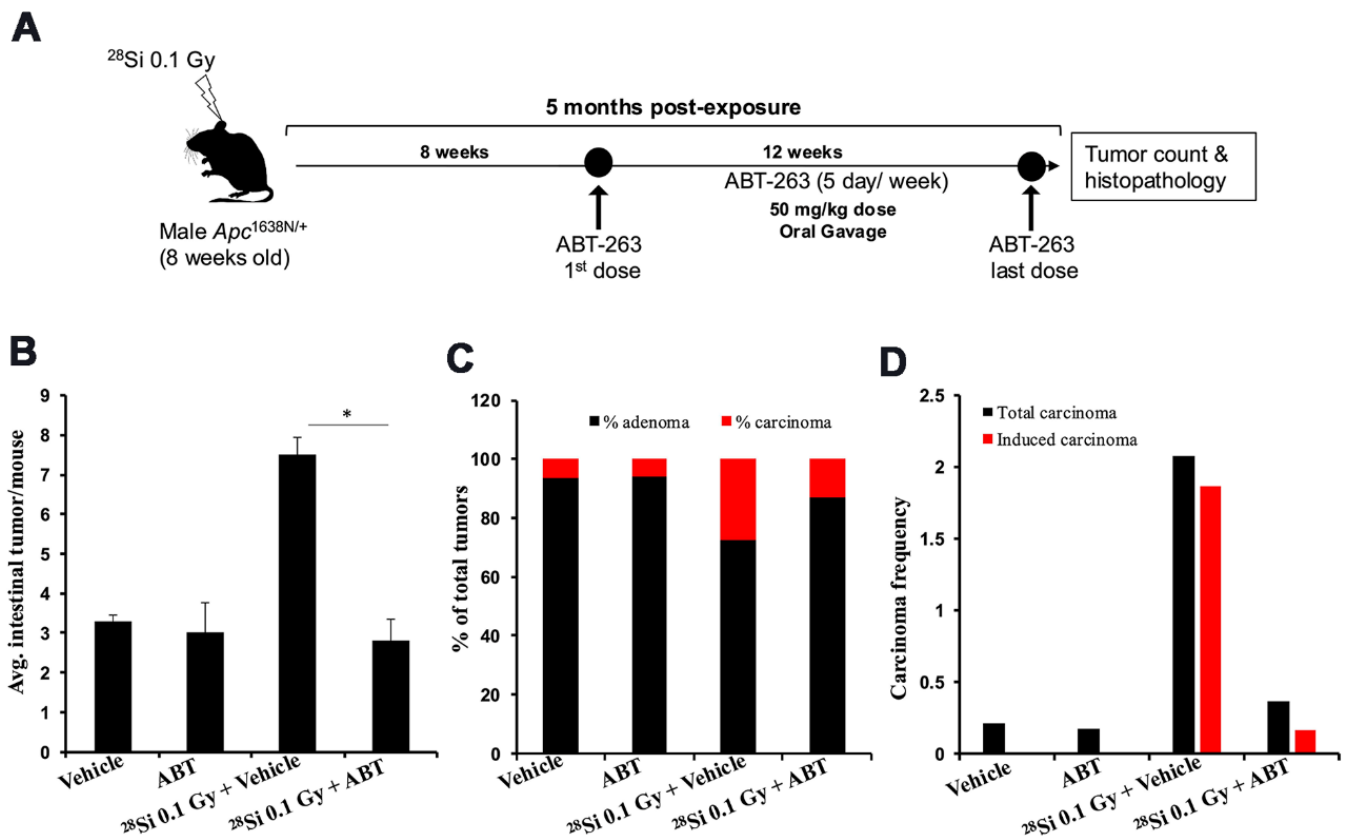 A
²⁸Si 0.1 Gy
5 months post-exposure
8 weeks
12 weeks
ABT-263 (5 day/ week)
50 mg/kg dose
Oral Gavage
Tumor count &
histopathology
Male Apc¹⁶³⁸ᴺ/⁺
(8 weeks old)
ABT-263
1ˢᵗ dose
ABT-263
last dose
B
Avg. intestinal tumor/mouse
9
8
7
6
5
4
3
2
1
0
*
Vehicle
ABT
²⁸Si 0.1 Gy + Vehicle
²⁸Si 0.1 Gy + ABT
C
% of total tumors
120
100
80
60
40
20
0
% adenoma
% carcinoma
Vehicle
ABT
²⁸Si 0.1 Gy + Vehicle
²⁸Si 0.1 Gy + ABT
D
Carcinoma frequency
2.5
2
1.5
1
0.5
0
Total carcinoma
Induced carcinoma
Vehicle
ABT
²⁸Si 0.1 Gy + Vehicle
²⁸Si 0.1 Gy + ABT